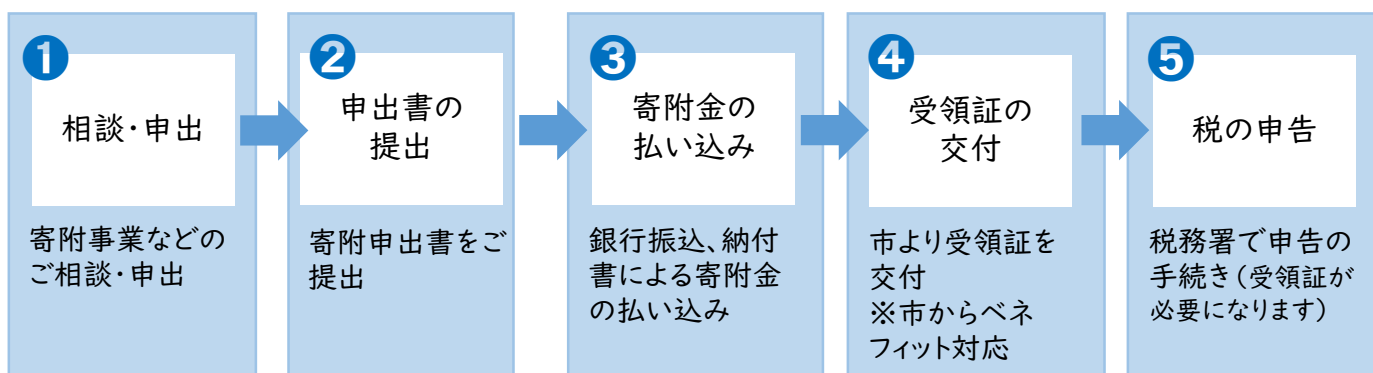 1
相談・申出
寄附事業などの
ご相談・申出
2
申出書の
提出
寄附申出書をご
提出
3
寄附金の
払い込み
銀行振込、納付
書による寄附金
の払い込み
4
受領証の
交付
市より受領証を
交付
※市からベネ
フィット対応
5
税の申告
税務署で申告の
手続き(受領証が
必要になります)